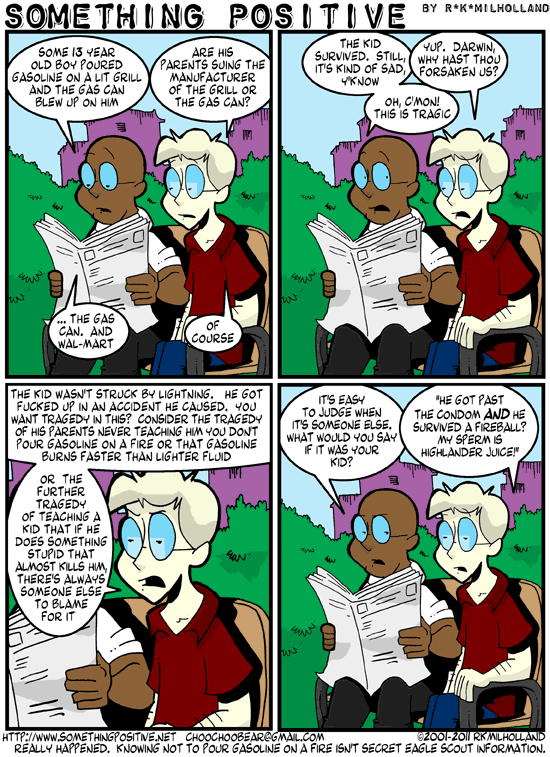 SOMETHING POSITIVE BY R*K*MILHOLLAND
SOME 13 YEAR
OLD BOY POURED
GASOLINE ON A LIT GRILL
AND THE GAS CAN
BLEW UP ON HIM
ARE HIS
PARENTS SUING THE
MANUFACTURER
OF THE GRILL OR
THE GAS CAN?
... THE GAS
CAN. AND
WAL-MART
OF
COURSE
THE KID
SURVIVED. STILL,
IT'S KIND OF SAD,
Y'KNOW
YUP. DARWIN,
WHY HAST THOU
FORSAKEN US?
OH, C'MON!
THIS IS TRAGIC
THE KID WASN'T STRUCK BY LIGHTNING. HE GOT
FUCKED UP IN AN ACCIDENT HE CAUSED. YOU
WANT TRAGEDY IN THIS? CONSIDER THE TRAGEDY
OF HIS PARENTS NEVER TEACHING HIM YOU DON'T
POUR GASOLINE ON A FIRE OR THAT GASOLINE
BURNS FASTER THAN LIGHTER FLUID
OR THE
FURTHER
TRAGEDY
OF TEACHING A
KID THAT IF HE
DOES SOMETHING
STUPID THAT
ALMOST KILLS HIM,
THERE'S ALWAYS
SOMEONE ELSE
TO BLAME
FOR IT
IT'S EASY
TO JUDGE WHEN
IT'S SOMEONE ELSE.
WHAT WOULD YOU SAY
IF IT WAS YOUR
KID?
"HE GOT PAST
THE CONDOM AND HE
SURVIVED A FIREBALL?
MY SPERM IS
HIGHLANDER JUICE!"
HTTP://WWW.SOMETHINGPOSITIVE.NET CHOOCHOOBEAR@GMAIL.COM ©2001-2011 RKMILHOLLAND
REALLY HAPPENED. KNOWING NOT TO POUR GASOLINE ON A FIRE ISN'T SECRET EAGLE SCOUT INFORMATION.